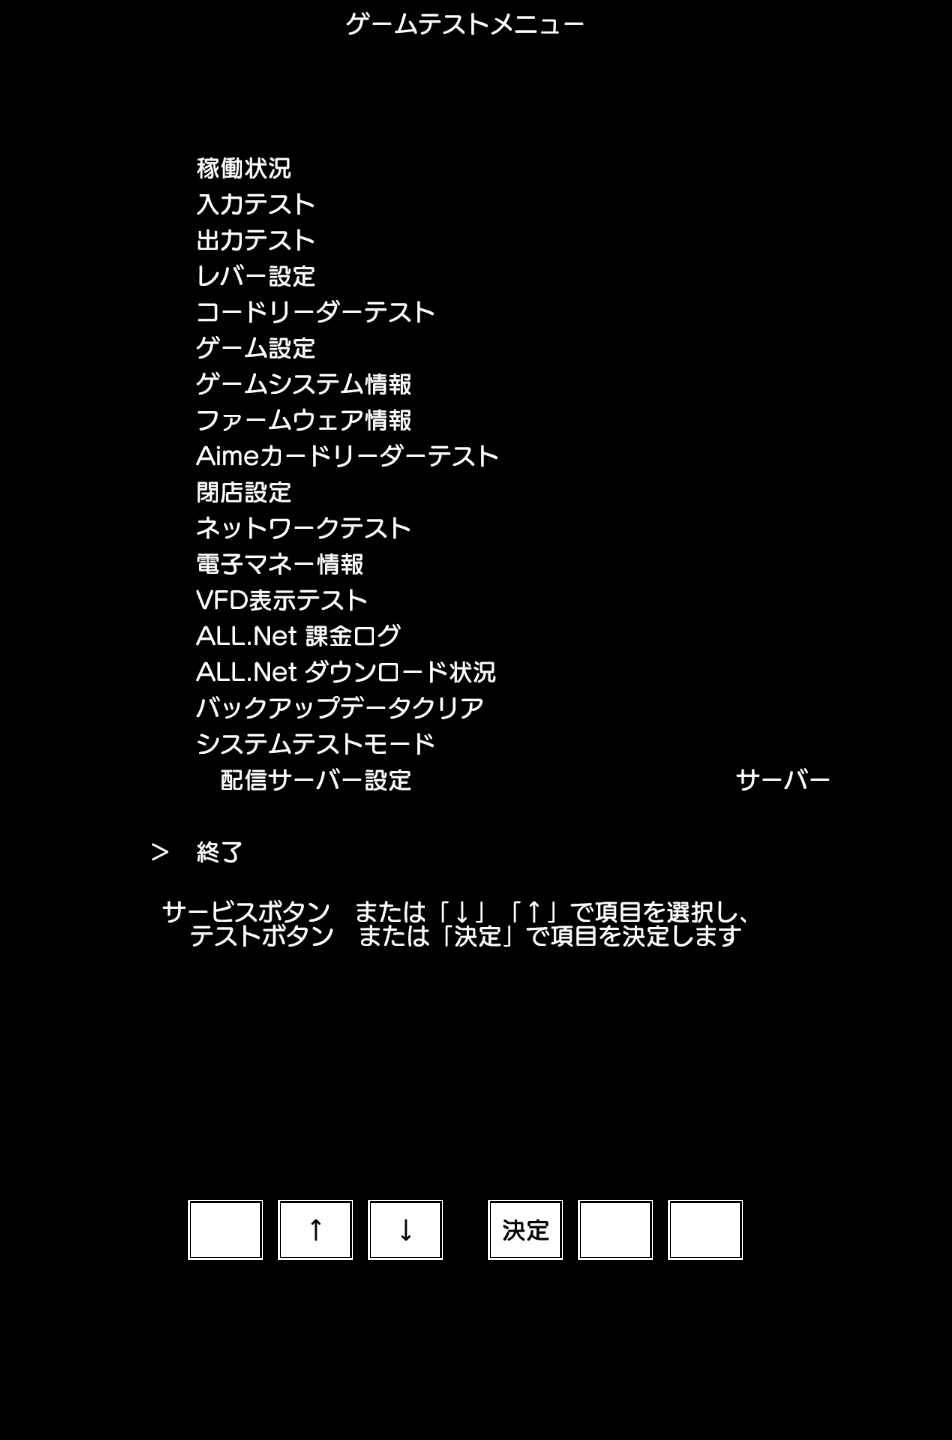 ゲームテストメニュー
稼働状況
入力テスト
出力テスト
レバー設定
コードリーダーテスト
ゲーム設定
ゲームシステム情報
ファームウェア情報
Aimeカードリーダーテスト
閉店設定
ネットワークテスト
電子マネー情報
VFD表示テスト
ALL.Net 課金ログ
ALL.Net ダウンロード状況
バックアップデータクリア
システムテストモード
配信サーバー設定 サーバー
＞ 終了
サービスボタン または「↓」「↑」で項目を選択し、
テストボタン または「決定」で項目を決定します
↑ ↓ 決定